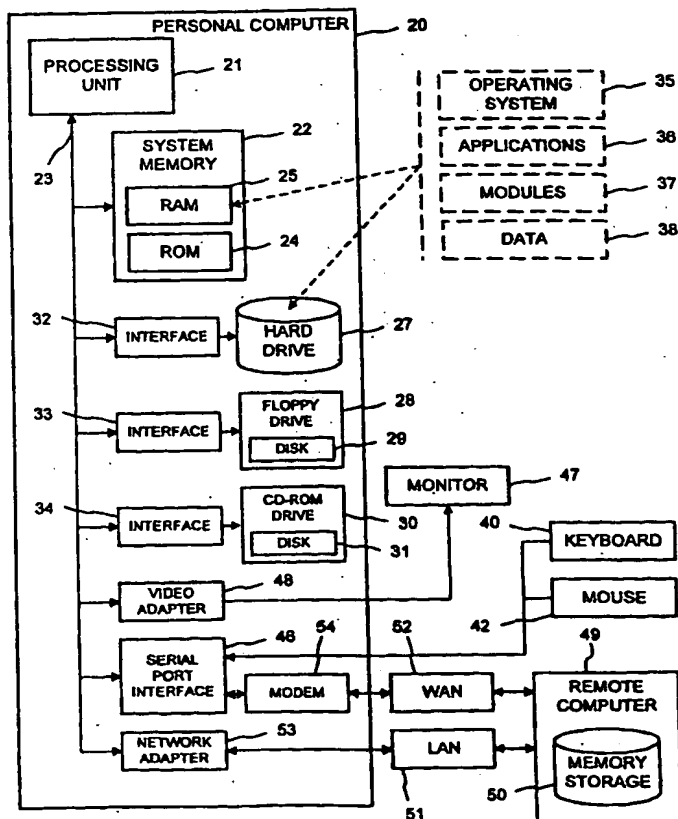 PERSONAL COMPUTER
20
PROCESSING
UNIT
21
23
SYSTEM
MEMORY
22
25
RAM
ROM
24
OPERATING
SYSTEM
35
APPLICATIONS
36
MODULES
37
DATA
38
32
INTERFACE
HARD
DRIVE
27
33
INTERFACE
FLOPPY
DRIVE
28
DISK
29
34
INTERFACE
CD-ROM
DRIVE
30
DISK
31
MONITOR
47
40
KEYBOARD
MOUSE
42
VIDEO
ADAPTER
48
46
SERIAL
PORT
INTERFACE
54
MODEM
52
WAN
49
REMOTE
COMPUTER
MEMORY
STORAGE
50
NETWORK
ADAPTER
53
LAN
51